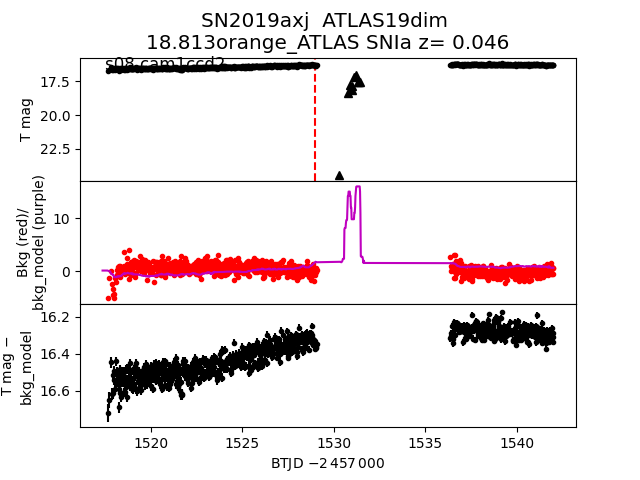 SN2019axj ATLAS19dim
18.813orange_ATLAS SNIa z= 0.046
s08 cam1ccd2
T mag
17.5
20.0
22.5
Bkg (red)/
bkg_model (purple)
10
0
T mag −
bkg_model
16.2
16.4
16.6
1520
1525
1530
1535
1540
BTJD −2 457 000